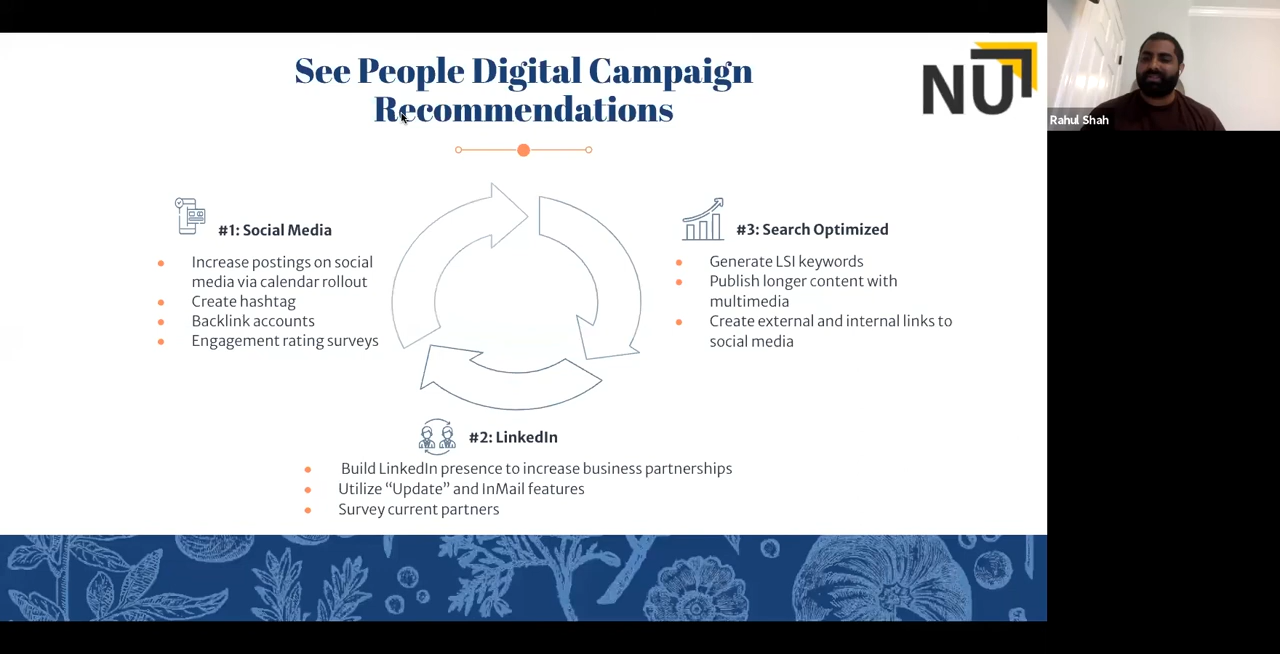 See People Digital Campaign
Recommendations
NU
Rahul Shah
#1: Social Media
Increase postings on social
media via calendar rollout
Create hashtag
Backlink accounts
Engagement rating surveys
#3: Search Optimized
Generate LSI keywords
Publish longer content with
multimedia
Create external and internal links to
social media
#2: LinkedIn
Build LinkedIn presence to increase business partnerships
Utilize “Update” and InMail features
Survey current partners